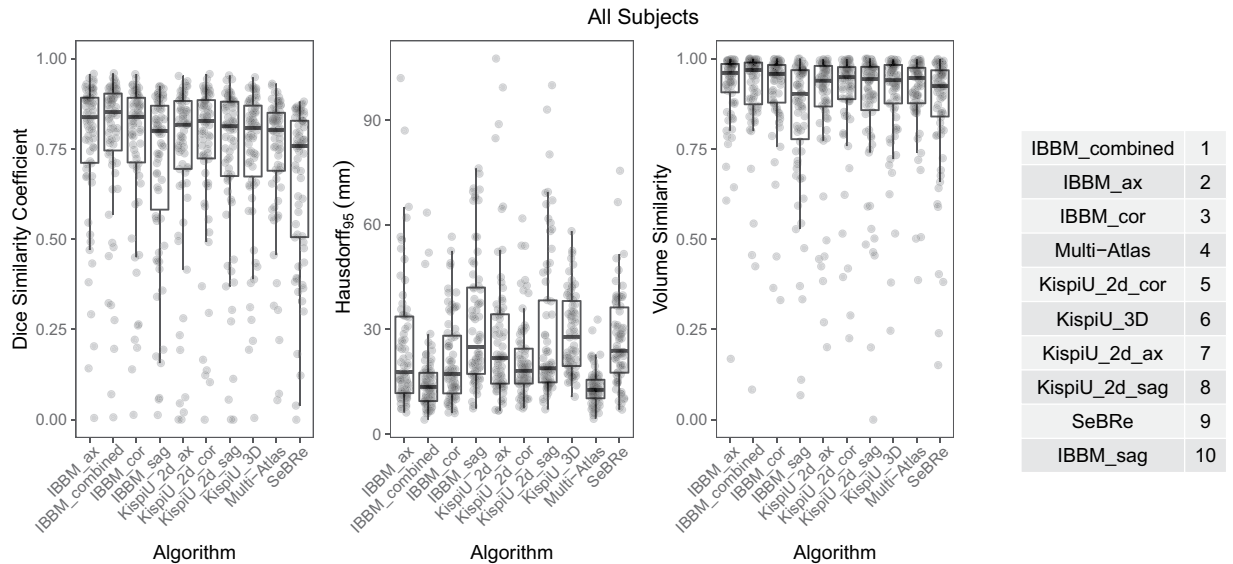 All Subjects
Dice Similarity Coefficient
1.00
0.75
0.50
0.25
0.00
IBBM_ax
IBBM_combined
IBBM_cor
IBBM_sag
KispiU_2d_ax
KispiU_2d_cor
KispiU_2d_sag
KispiU_3D
Multi-Atlas
SeBRe
Algorithm
Hausdorff95 (mm)
90
60
30
0
IBBM_ax
IBBM_combined
IBBM_cor
IBBM_sag
KispiU_2d_ax
KispiU_2d_cor
KispiU_2d_sag
KispiU_3D
Multi-Atlas
SeBRe
Algorithm
Volume Similarity
1.00
0.75
0.50
0.25
0.00
IBBM_ax
IBBM_combined
IBBM_cor
IBBM_sag
KispiU_2d_ax
KispiU_2d_cor
KispiU_2d_sag
KispiU_3D
Multi-Atlas
SeBRe
Algorithm
IBBM_combined 1
IBBM_ax 2
IBBM_cor 3
Multi-Atlas 4
KispiU_2d_cor 5
KispiU_3D 6
KispiU_2d_ax 7
KispiU_2d_sag 8
SeBRe 9
IBBM_sag 10